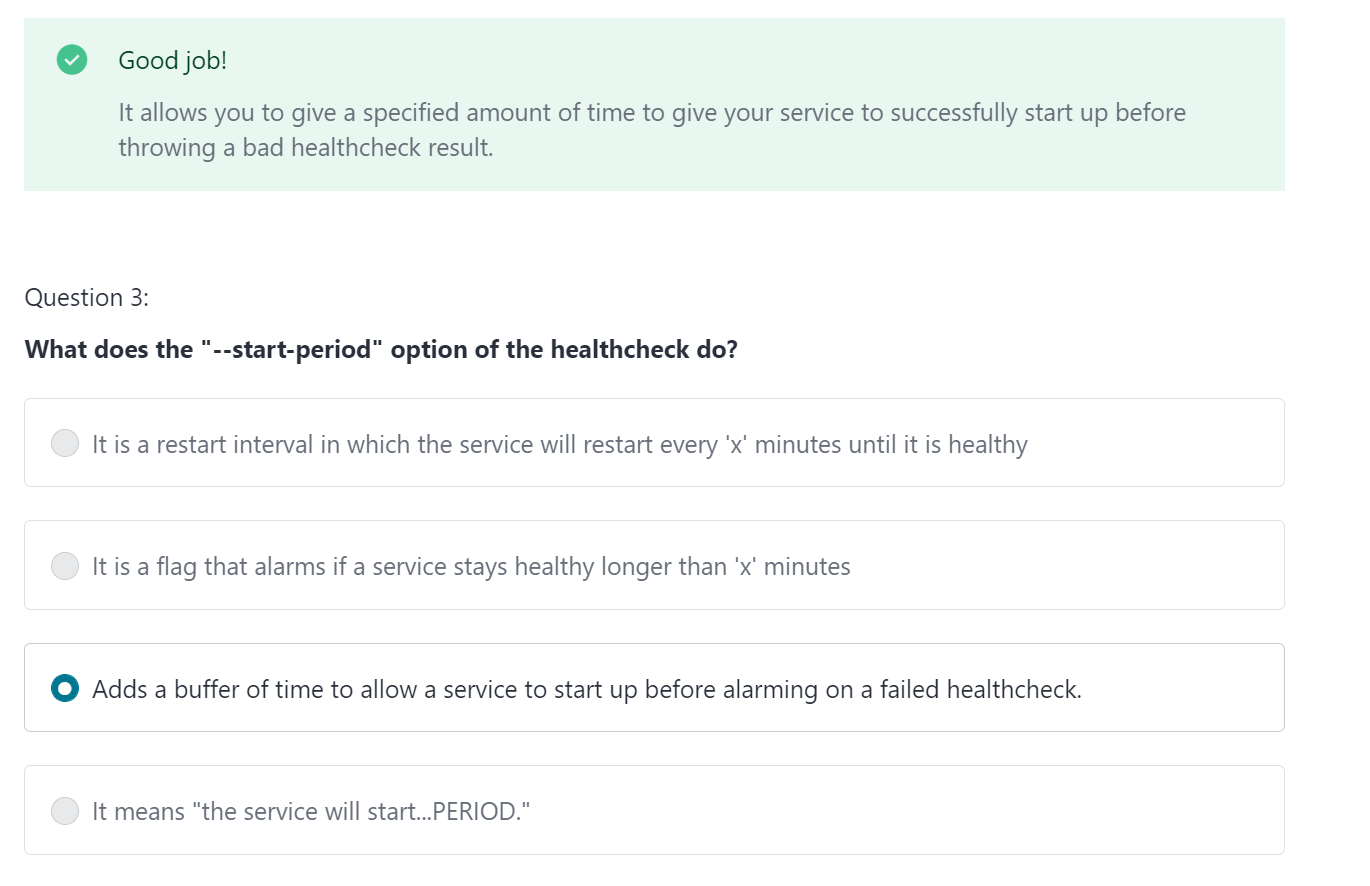 Good job!
It allows you to give a specified amount of time to give your service to successfully start up before
throwing a bad healthcheck result.
Question 3:
What does the "--start-period" option of the healthcheck do?
It is a restart interval in which the service will restart every 'x' minutes until it is healthy
It is a flag that alarms if a service stays healthy longer than 'x' minutes
Adds a buffer of time to allow a service to start up before alarming on a failed healthcheck.
It means "the service will start...PERIOD."